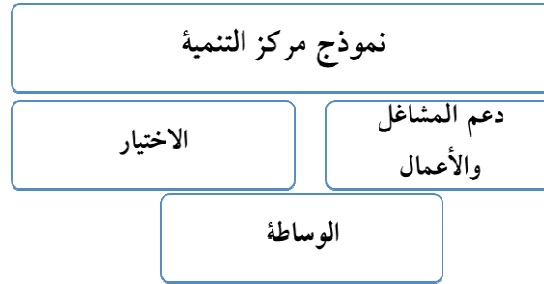 نموذج مركز التنمية
دعم المشاغل
والأعمال
الاختيار
الوساطة